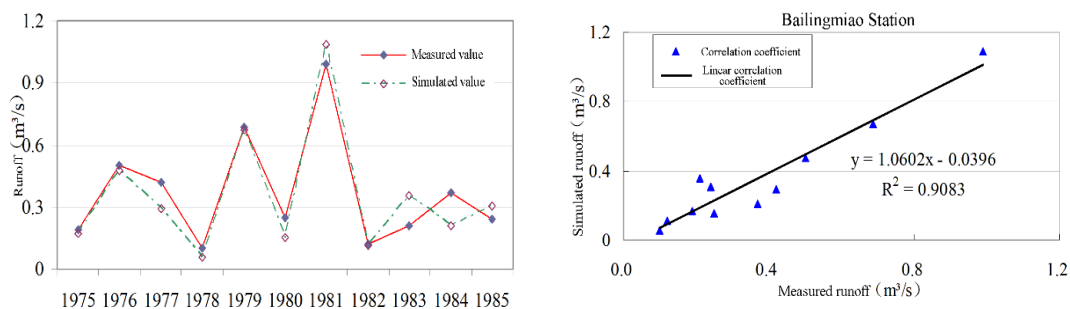 1.2
0.9
0.6
0.3
0
Runoff (m³/s)
Measured value
Simulated value
1975 1976 1977 1978 1979 1980 1981 1982 1983 1984 1985
Bailingmiao Station
1.2
0.8
0.4
0
Simulated runoff（m³/s）
Correlation coefficient
Linear correlation
coefficient
y = 1.0602x - 0.0396
R² = 0.9083
0.0 0.4 0.8 1.2
Measured runoff（m³/s）